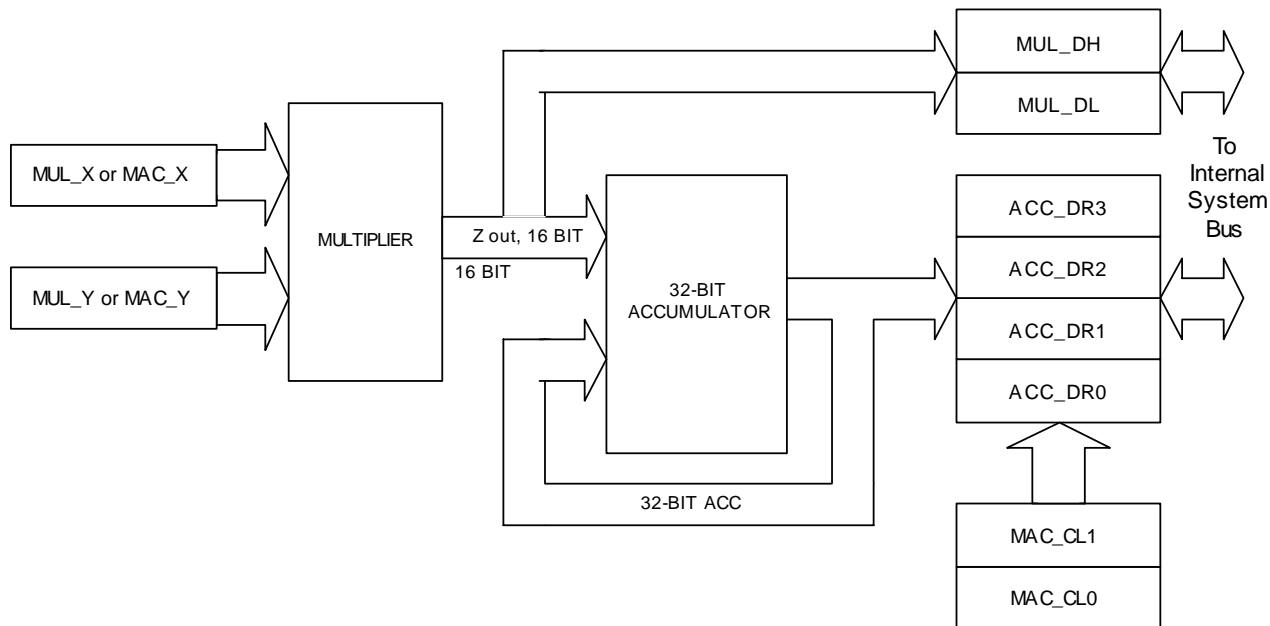 MUL_DH
MUL_DL
To
Internal
System
Bus
MUL_X or MAC_X
MUL_Y or MAC_Y
MULTIPLIER
Z out, 16 BIT
16 BIT
32-BIT
ACCUMULATOR
32-BIT ACC
ACC_DR3
ACC_DR2
ACC_DR1
ACC_DR0
MAC_CL1
MAC_CL0